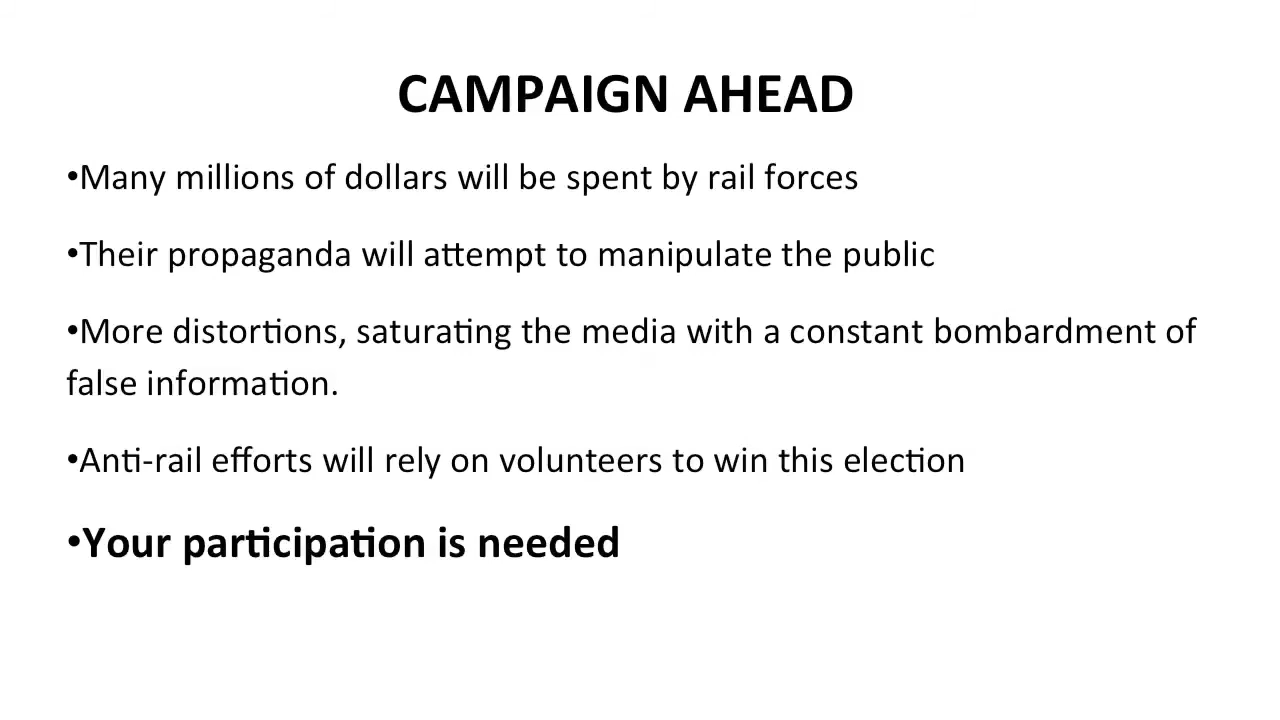 CAMPAIGN AHEAD
•Many millions of dollars will be spent by rail forces
•Their propaganda will attempt to manipulate the public
•More distortions, saturating the media with a constant bombardment of
false information.
•Anti-rail efforts will rely on volunteers to win this election
•Your participation is needed